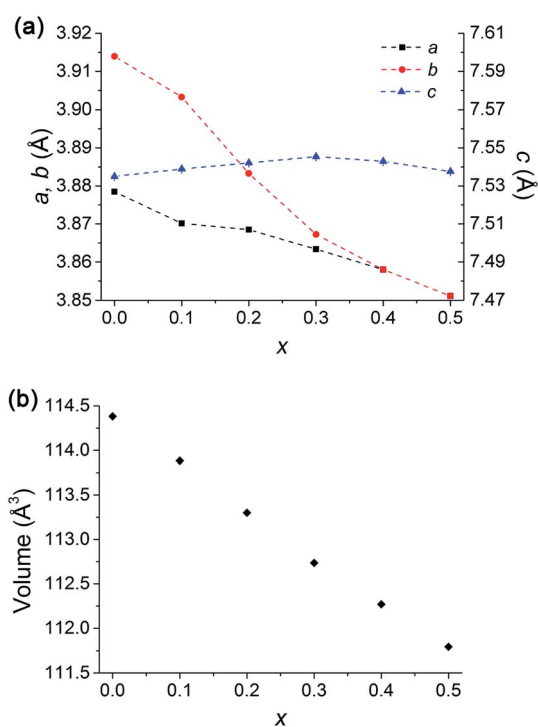 (a)
3.92
3.91
3.90
3.89
3.88
3.87
3.86
3.85
a, b (Å)
7.61
7.59
7.57
7.55
7.53
7.51
7.49
7.47
c (Å)
a
b
c
0.0 0.1 0.2 0.3 0.4 0.5
x
(b)
114.5
114.0
113.5
113.0
112.5
112.0
111.5
Volume (Å³)
0.0 0.1 0.2 0.3 0.4 0.5
x